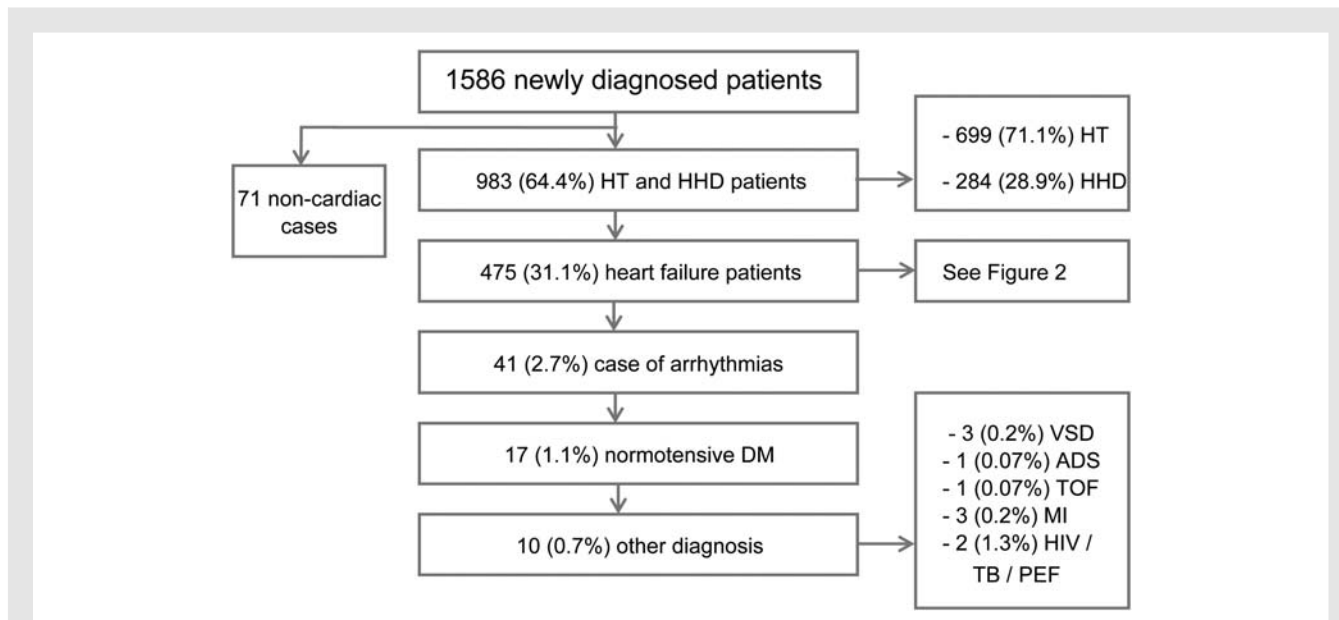 1586 newly diagnosed patients
71 non-cardiac
cases
983 (64.4%) HT and HHD patients
- 699 (71.1%) HT
- 284 (28.9%) HHD
475 (31.1%) heart failure patients
See Figure 2
41 (2.7%) case of arrhythmias
17 (1.1%) normotensive DM
10 (0.7%) other diagnosis
- 3 (0.2%) VSD
- 1 (0.07%) ADS
- 1 (0.07%) TOF
- 3 (0.2%) MI
- 2 (1.3%) HIV /
TB / PEF